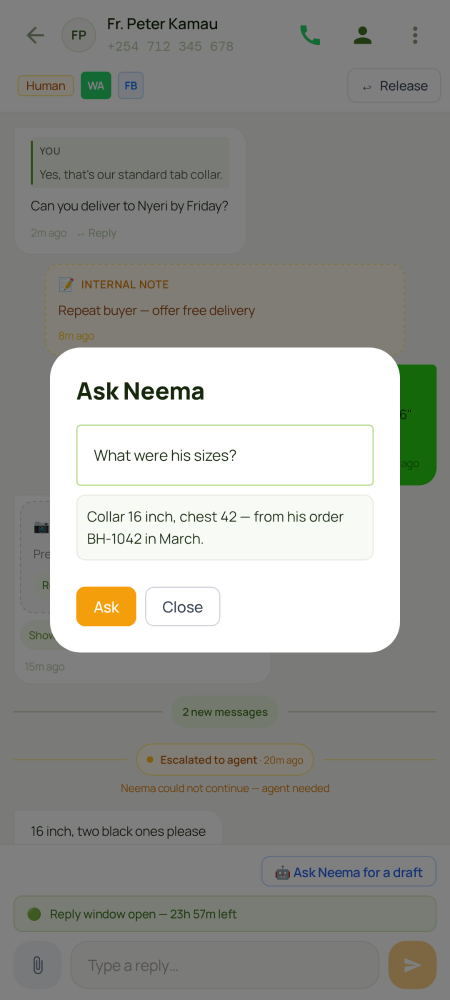 FP
Fr. Peter Kamau
+254 712 345 678
Human
WA
FB
Release
YOU
Yes, that's our standard tab collar.
Can you deliver to Nyeri by Friday?
2m ago
Reply
INTERNAL NOTE
Repeat buyer — offer free delivery
8m ago
6"
ago
Ask Neema
What were his sizes?
Collar 16 inch, chest 42 — from his order
BH-1042 in March.
Ask
Close
Pre
R
Show
15m ago
2 new messages
Escalated to agent · 20m ago
Neema could not continue — agent needed
16 inch, two black ones please
Ask Neema for a draft
Reply window open — 23h 57m left
Type a reply...